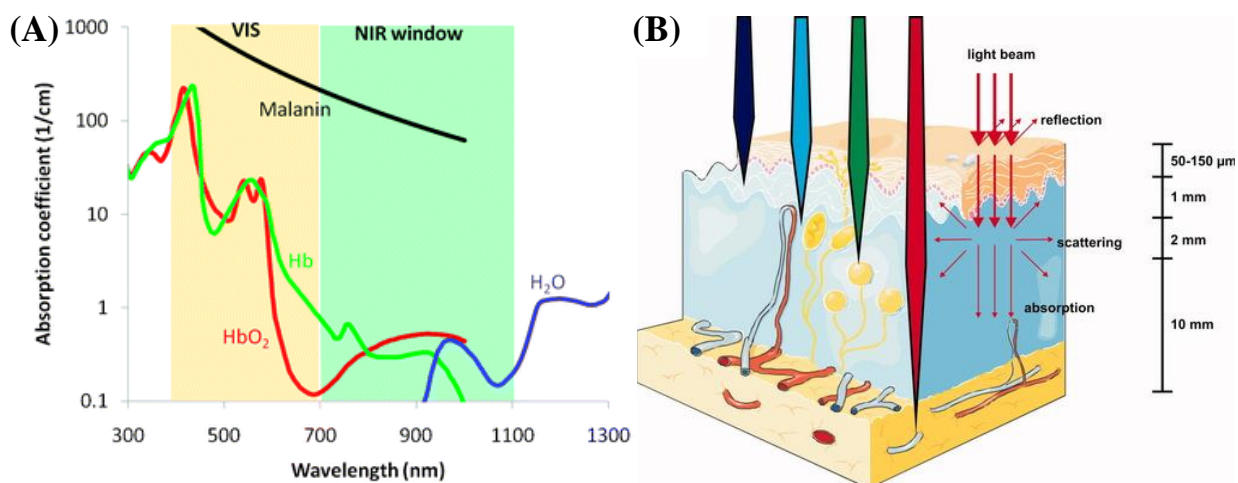 (A)
VIS
NIR window
1000
100
10
1
0.1
Absorption coefficient (1/cm)
Malanin
Hb
HbO₂
H₂O
300
500
700
900
1100
1300
Wavelength (nm)
(B)
light beam
reflection
scattering
absorption
50-150 µm
1 mm
2 mm
10 mm